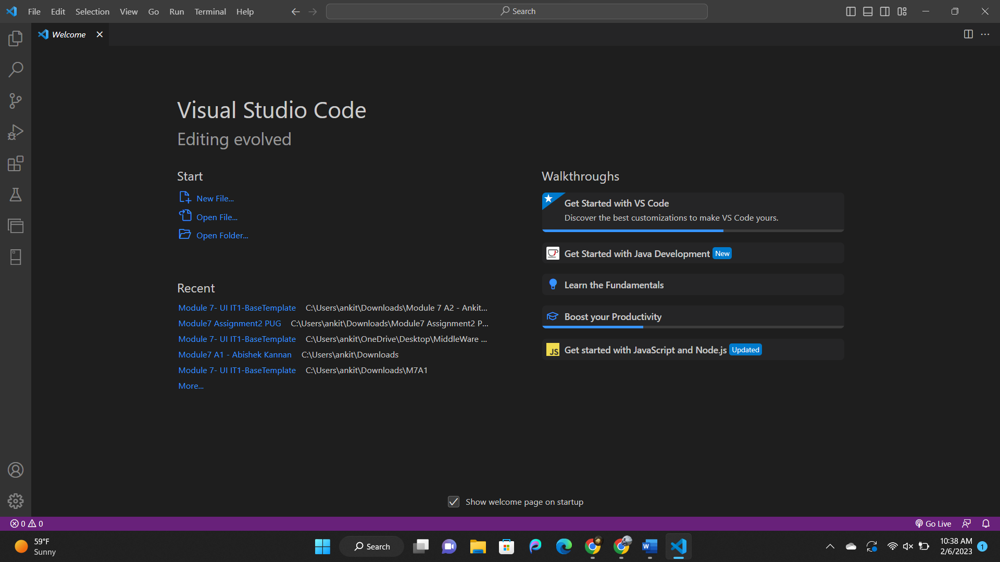 File Edit Selection View Go Run Terminal Help
Search
Welcome
Visual Studio Code
Editing evolved
Start
New File...
Open File...
Open Folder...
Recent
Module 7- UI IT1-BaseTemplate C:\Users\ankit\Downloads\Module 7 A2 - Ankit...
Module7 Assignment2 PUG C:\Users\ankit\Downloads\Module7 Assignment2 P...
Module 7- UI IT1-BaseTemplate C:\Users\ankit\OneDrive\Desktop\MiddleWare ...
Module7 A1 - Abishek Kannan C:\Users\ankit\Downloads
Module 7- UI IT1-BaseTemplate C:\Users\ankit\Downloads\M7A1
More...
Walkthroughs
Get Started with VS Code
Discover the best customizations to make VS Code yours.
Get Started with Java Development New
Learn the Fundamentals
Boost your Productivity
JS Get started with JavaScript and Node.js Updated
Show welcome page on startup
0 0
Go Live
59°F
Sunny
Search
W
10:38 AM
2/6/2023
1